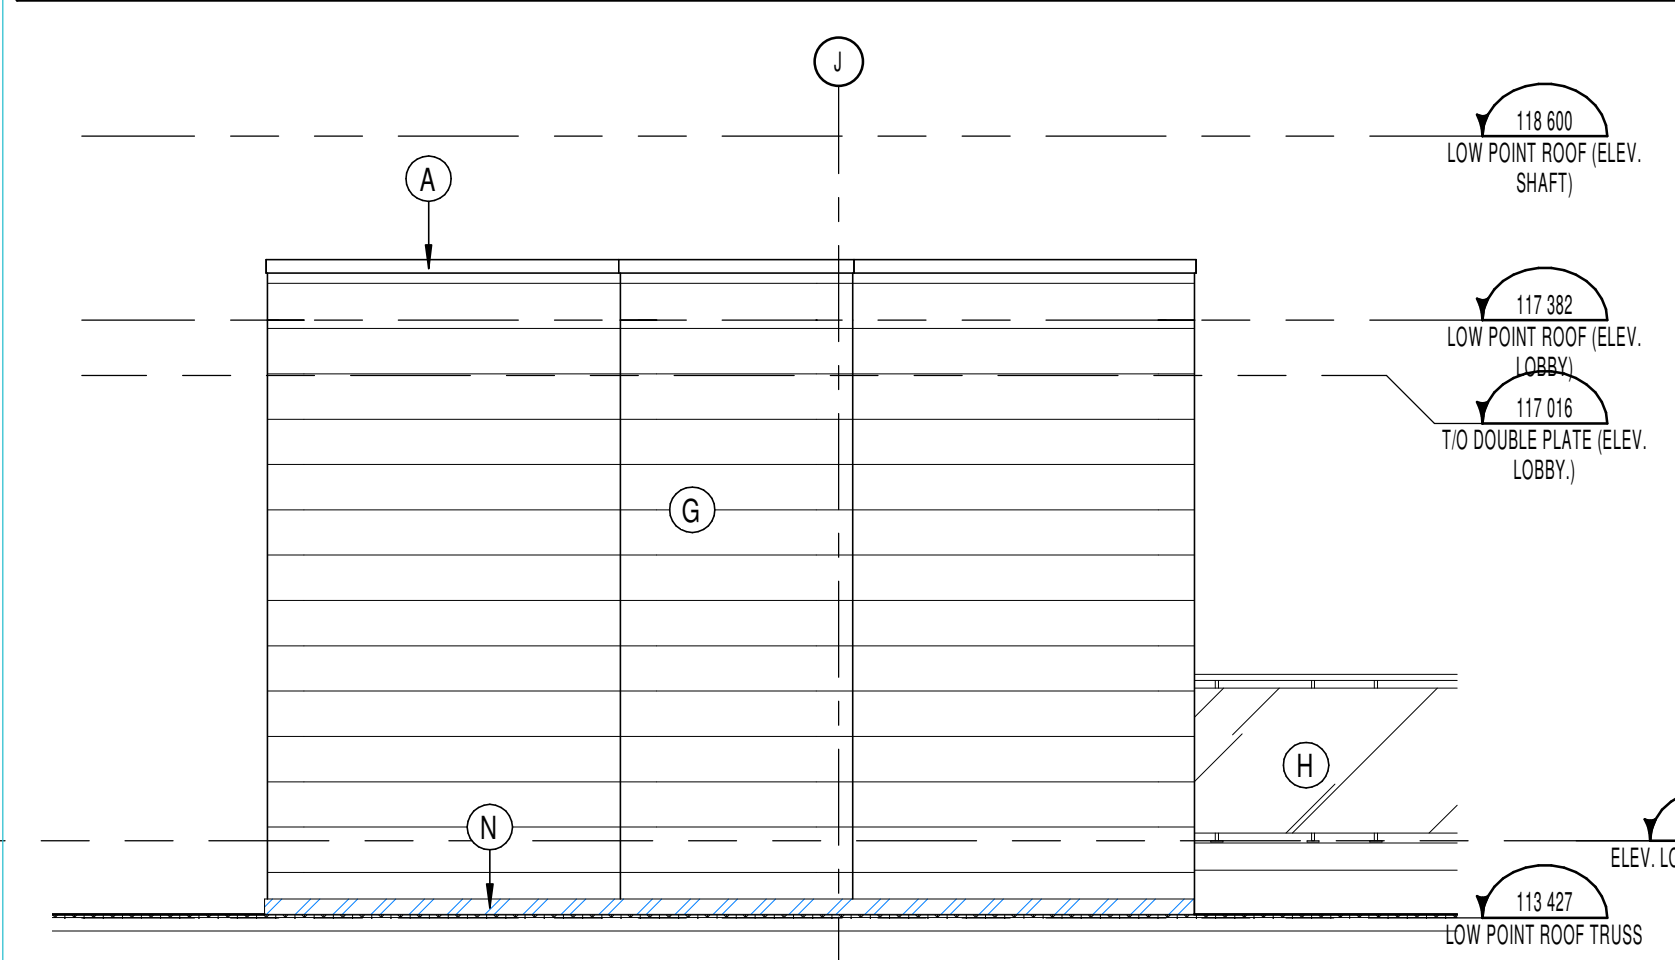 J
118 600
LOW POINT ROOF (ELEV.
SHAFT)
A
117 382
LOW POINT ROOF (ELEV.
LOBBY)
117 016
T/O DOUBLE PLATE (ELEV.
LOBBY.)
G
H
N
ELEV. LO
113 427
LOW POINT ROOF TRUSS